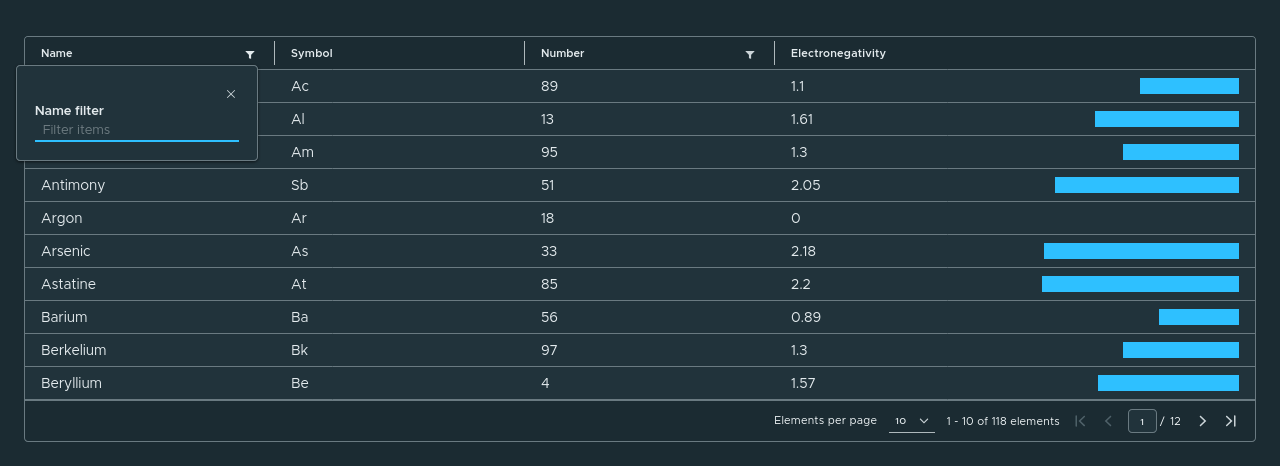 Name Symbol Number Electronegativity
Ac 89 1.1
Name filter
Filter items
Al 13 1.61
Am 95 1.3
Antimony Sb 51 2.05
Argon Ar 18 0
Arsenic As 33 2.18
Astatine At 85 2.2
Barium Ba 56 0.89
Berkelium Bk 97 1.3
Beryllium Be 4 1.57
Elements per page 10 1 - 10 of 118 elements 1 / 12